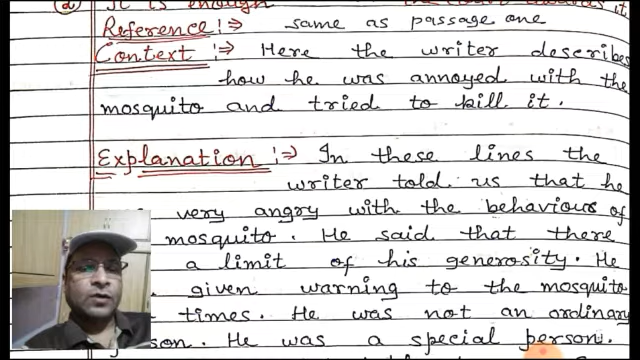 (d) It is enough
Reference :⇒ same as passage one
Context :⇒ Here the writer describes
how he was annoyed with the
mosquito and tried to kill it.
Explanation :⇒ In these lines the
writer told us that he
very angry with the behaviour of
mosquito. He said that there
a limit of his generosity. He
given warning to the mosquito
times. He was not an ordinary
He was a special person.